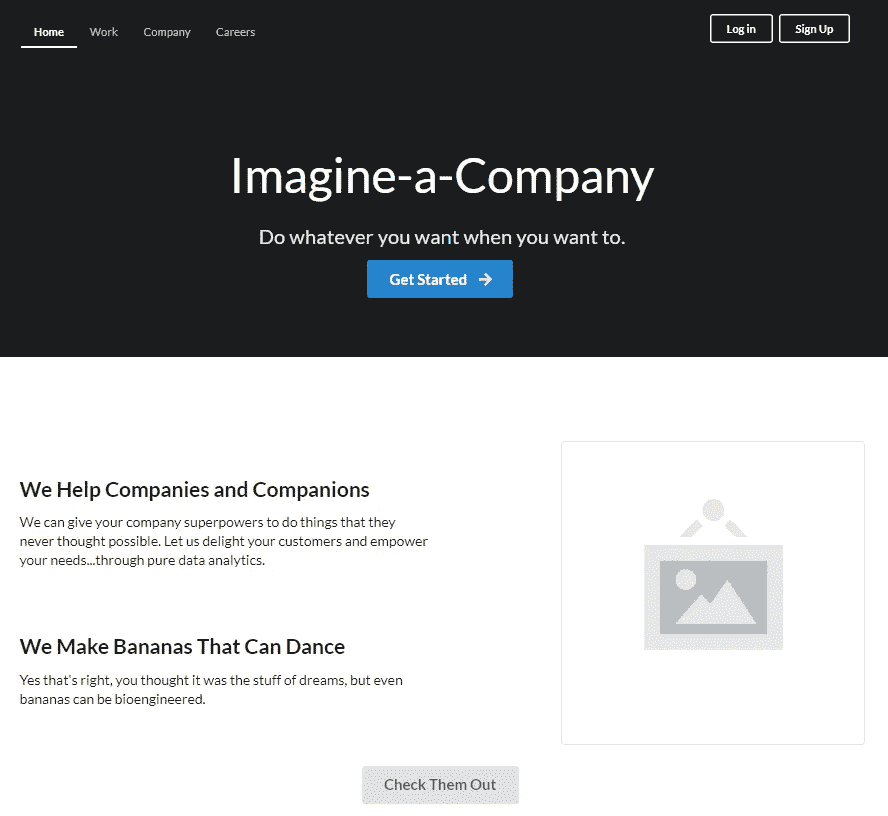 Home Work Company Careers Log in Sign Up
Imagine-a-Company
Do whatever you want when you want to.
Get Started
We Help Companies and Companions
We can give your company superpowers to do things that they
never thought possible. Let us delight your customers and empower
your needs...through pure data analytics.
We Make Bananas That Can Dance
Yes that's right, you thought it was the stuff of dreams, but even
bananas can be bioengineered.
Check Them Out